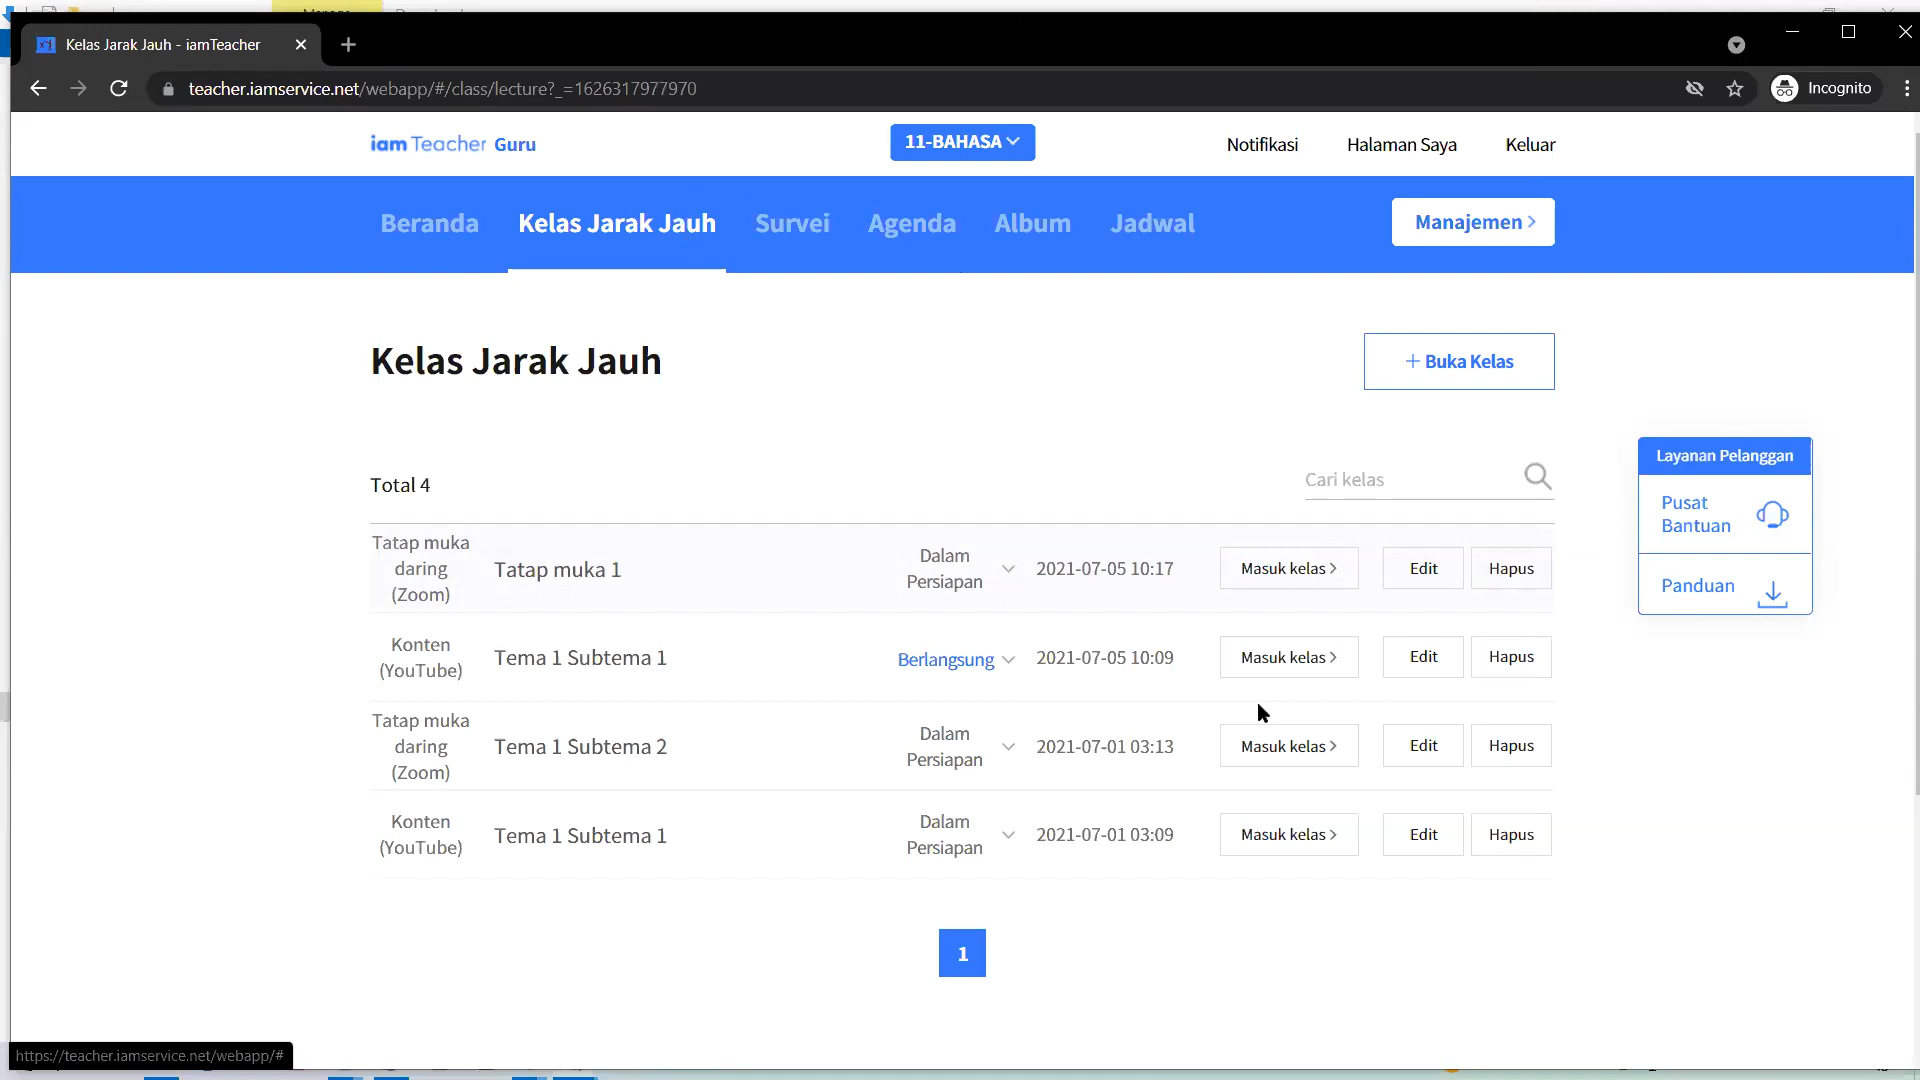 Kelas Jarak Jauh - iamTeacher
teacher.iamservice.net/webapp/#/class/lecture?_=1626317977970
Incognito
iamTeacher Guru
11-BAHASA
Notifikasi
Halaman Saya
Keluar
Beranda
Kelas Jarak Jauh
Survei
Agenda
Album
Jadwal
Manajemen >
Kelas Jarak Jauh
+ Buka Kelas
Layanan Pelanggan
Pusat
Bantuan
Panduan
Total 4
Cari kelas
Tatap muka
daring
(Zoom)
Tatap muka 1
Dalam
Persiapan
2021-07-05 10:17
Masuk kelas >
Edit
Hapus
Konten
(YouTube)
Tema 1 Subtema 1
Berlangsung
2021-07-05 10:09
Masuk kelas >
Edit
Hapus
Tatap muka
daring
(Zoom)
Tema 1 Subtema 2
Dalam
Persiapan
2021-07-01 03:13
Masuk kelas >
Edit
Hapus
Konten
(YouTube)
Tema 1 Subtema 1
Dalam
Persiapan
2021-07-01 03:09
Masuk kelas >
Edit
Hapus
1
https://teacher.iamservice.net/webapp/#